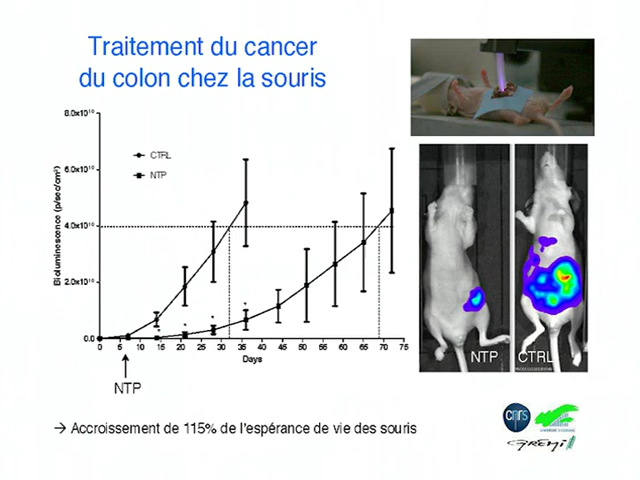 Traitement du cancer
du colon chez la souris
8.0x10¹⁰
6.0x10¹⁰
4.0x10¹⁰
2.0x10¹⁰
0.0
Bioluminescence (p/sec/cm²)
CTRL
NTP
0 5 10 15 20 25 30 35 40 45 50 55 60 65 70 75
Days
NTP
NTP
CTRL
→ Accroissement de 115% de l'espérance de vie des souris
cnrs
GREMI